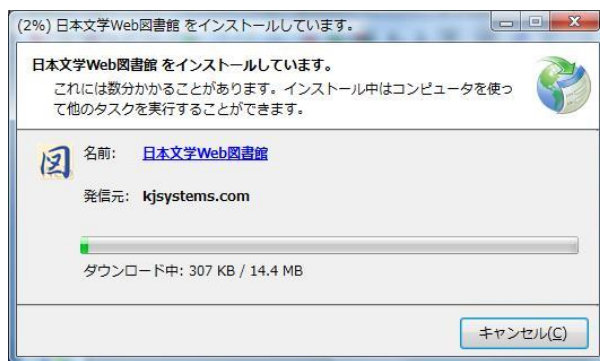 (2%) 日本文学Web図書館 をインストールしています。
日本文学Web図書館 をインストールしています。
これには数分かかることがあります。インストール中はコンピュータを使っ
て他のタスクを実行することができます。
図
名前: 日本文学Web図書館
発信元: kjsystems.com
ダウンロード中: 307 KB / 14.4 MB
キャンセル(C)